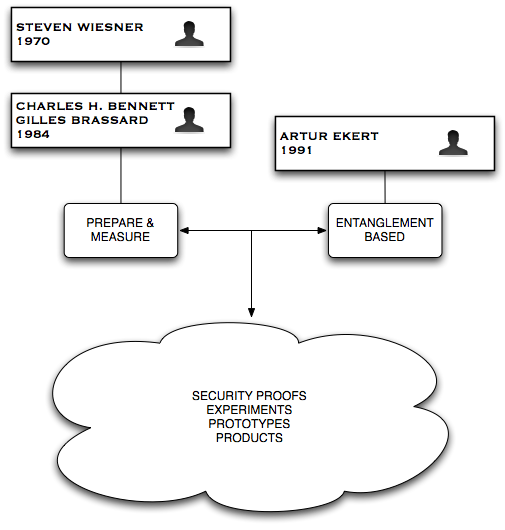 STEVEN WIESNER
1970
CHARLES H. BENNETT
GILLES BRASSARD
1984
ARTUR EKERT
1991
PREPARE &
MEASURE
ENTANGLEMENT
BASED
SECURITY PROOFS
EXPERIMENTS
PROTOTYPES
PRODUCTS